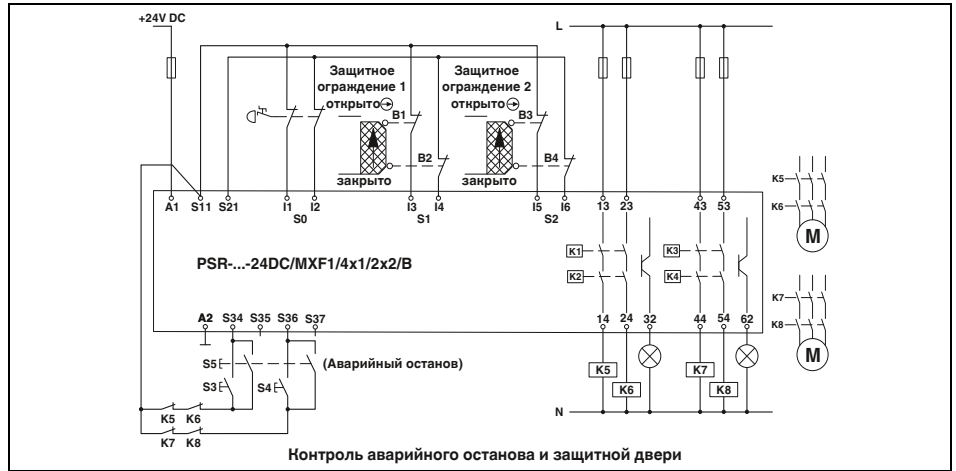 +24V DC
L
Защитное
ограждение 1
открыто
Защитное
ограждение 2
открыто
B1
B3
B2
B4
закрыто
закрыто
K5
K6
M
A1 S11 S21 I1 I2 I3 I4 I5 I6 13 23 43 53
S0 S1 S2
K1
K3
PSR-...-24DC/MXF1/4x1/2x2/B
K2
K4
K7
K8
M
A2 S34 S35 S36 S37 14 24 32 44 54 62
S5
(Аварийный останов)
S3
S4
K5
K7
K6
K8
K5 K6
N
K7 K8
Контроль аварийного останова и защитной двери